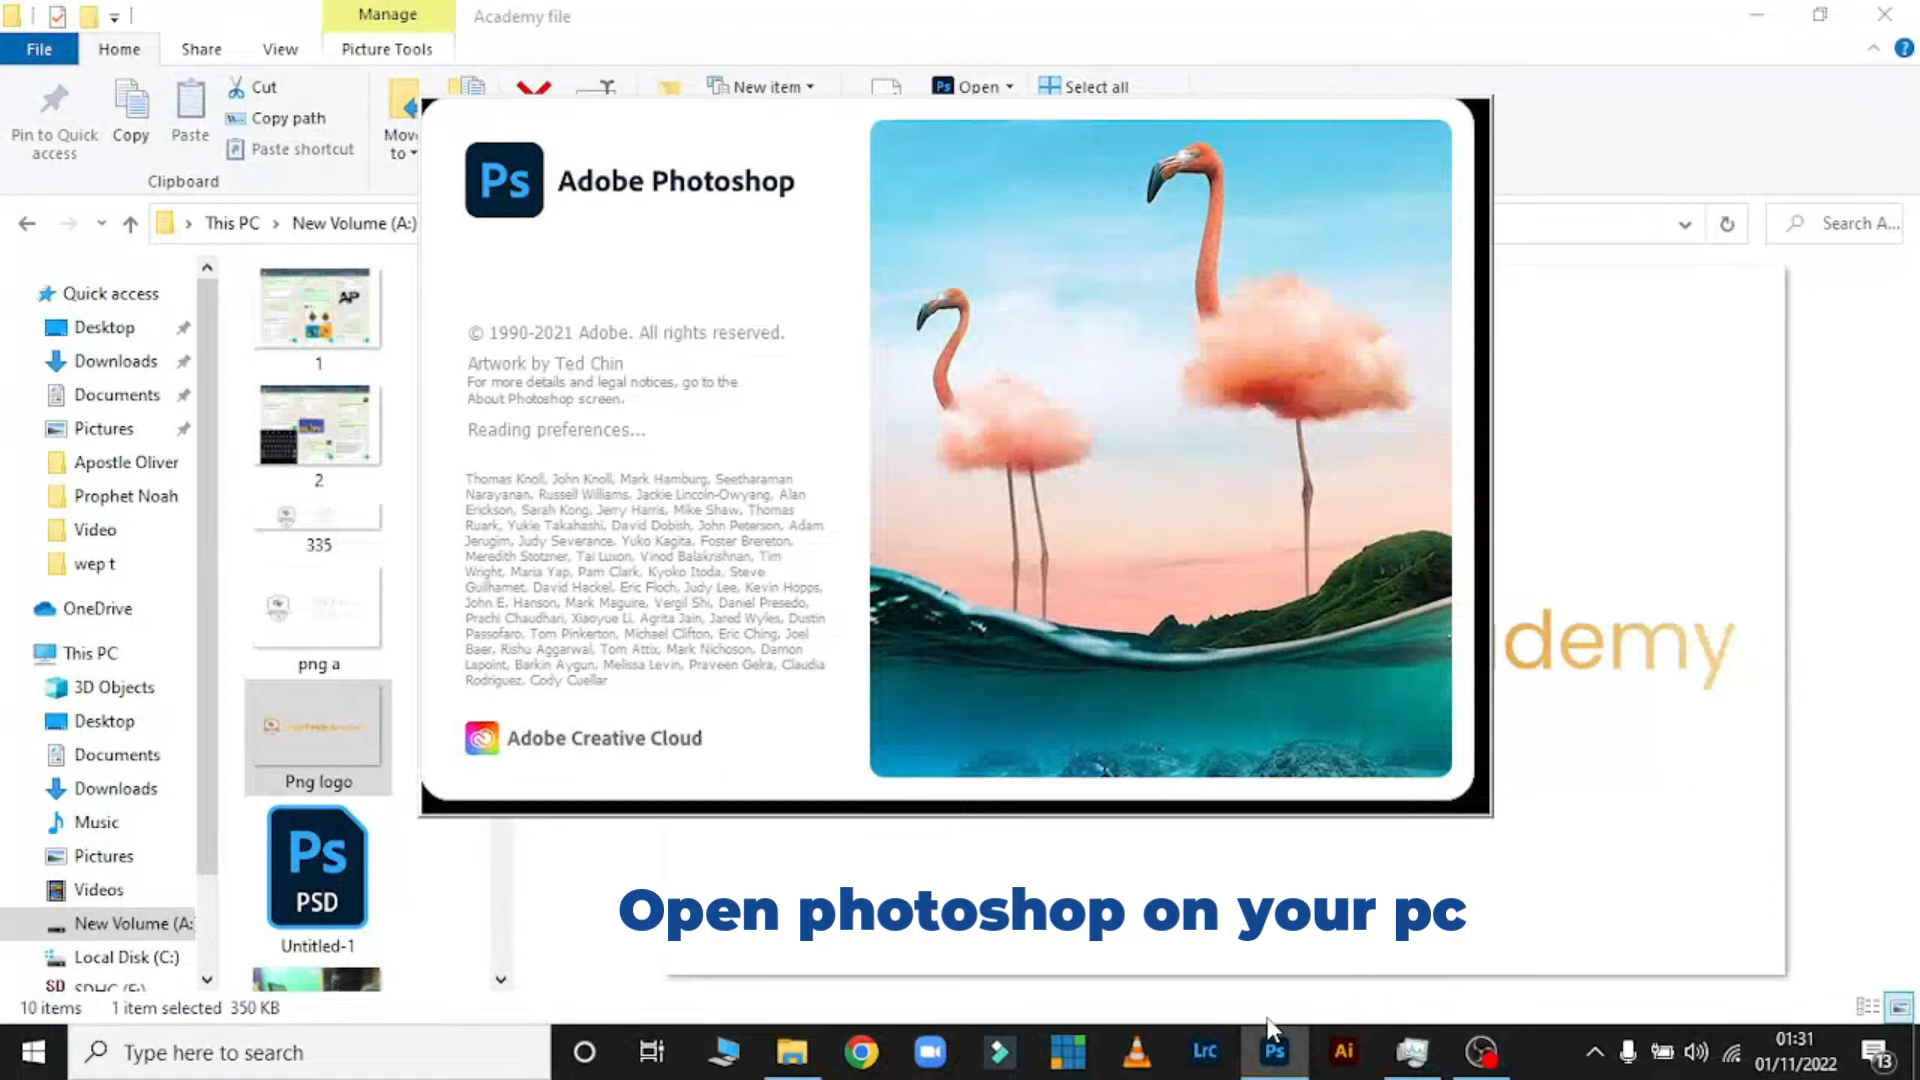 Manage
Academy file
File
Home
Share
View
Picture Tools
Pin to Quick
access
Copy
Paste
Cut
Copy path
Paste shortcut
Move
to
New item
Open
Select all
Clipboard
This PC
New Volume (A:)
Search A...
Quick access
Desktop
Downloads
Documents
Pictures
Apostle Oliver
Prophet Noah
Video
wep t
OneDrive
This PC
3D Objects
Desktop
Documents
Downloads
Music
Pictures
Videos
New Volume (A:
Local Disk (C:)
SDHC (F:)
AP
1
2
335
png a
Png logo
Ps
PSD
Untitled-1
Ps
Adobe Photoshop
© 1990-2021 Adobe. All rights reserved.
Artwork by Ted Chin
For more details and legal notices, go to the
About Photoshop screen.
Reading preferences...
Thomas Knoll, John Knoll, Mark Hamburg, Seetharaman
Narayanan, Russell Williams, Jackie Lincoln-Owyang, Alan
Erickson, Sarah Kong, Jerry Harris, Mike Shaw, Thomas
Ruark, Yukie Takahashi, David Dobish, John Peterson, Adam
Jerugim, Judy Severance, Yuko Kagita, Foster Brereton,
Meredith Stotzner, Tai Luxon, Vinod Balakrishnan, Tim
Wright, Maria Yap, Pam Clark, Kyoko Itoda, Steve
Guilhamet, David Hackel, Eric Floch, Judy Lee, Kevin Hopps,
John E. Hanson, Mark Maguire, Vergil Shi, Daniel Presedo,
Prachi Chaudhari, Xiaoyue Li, Agrita Jain, Jared Wyles, Dustin
Passofaro, Tom Pinkerton, Michael Clifton, Eric Ching, Joel
Baer, Rishu Aggarwal, Tom Attix, Mark Nichoson, Damon
Lapoint, Barkin Aygun, Melissa Levin, Praveen Gelra, Claudia
Rodriguez, Cody Cuellar
Adobe Creative Cloud
demy
Open photoshop on your pc
10 items
1 item selected 350 KB
Type here to search
LrC
Ps
Ai
01:31
01/11/2022
13